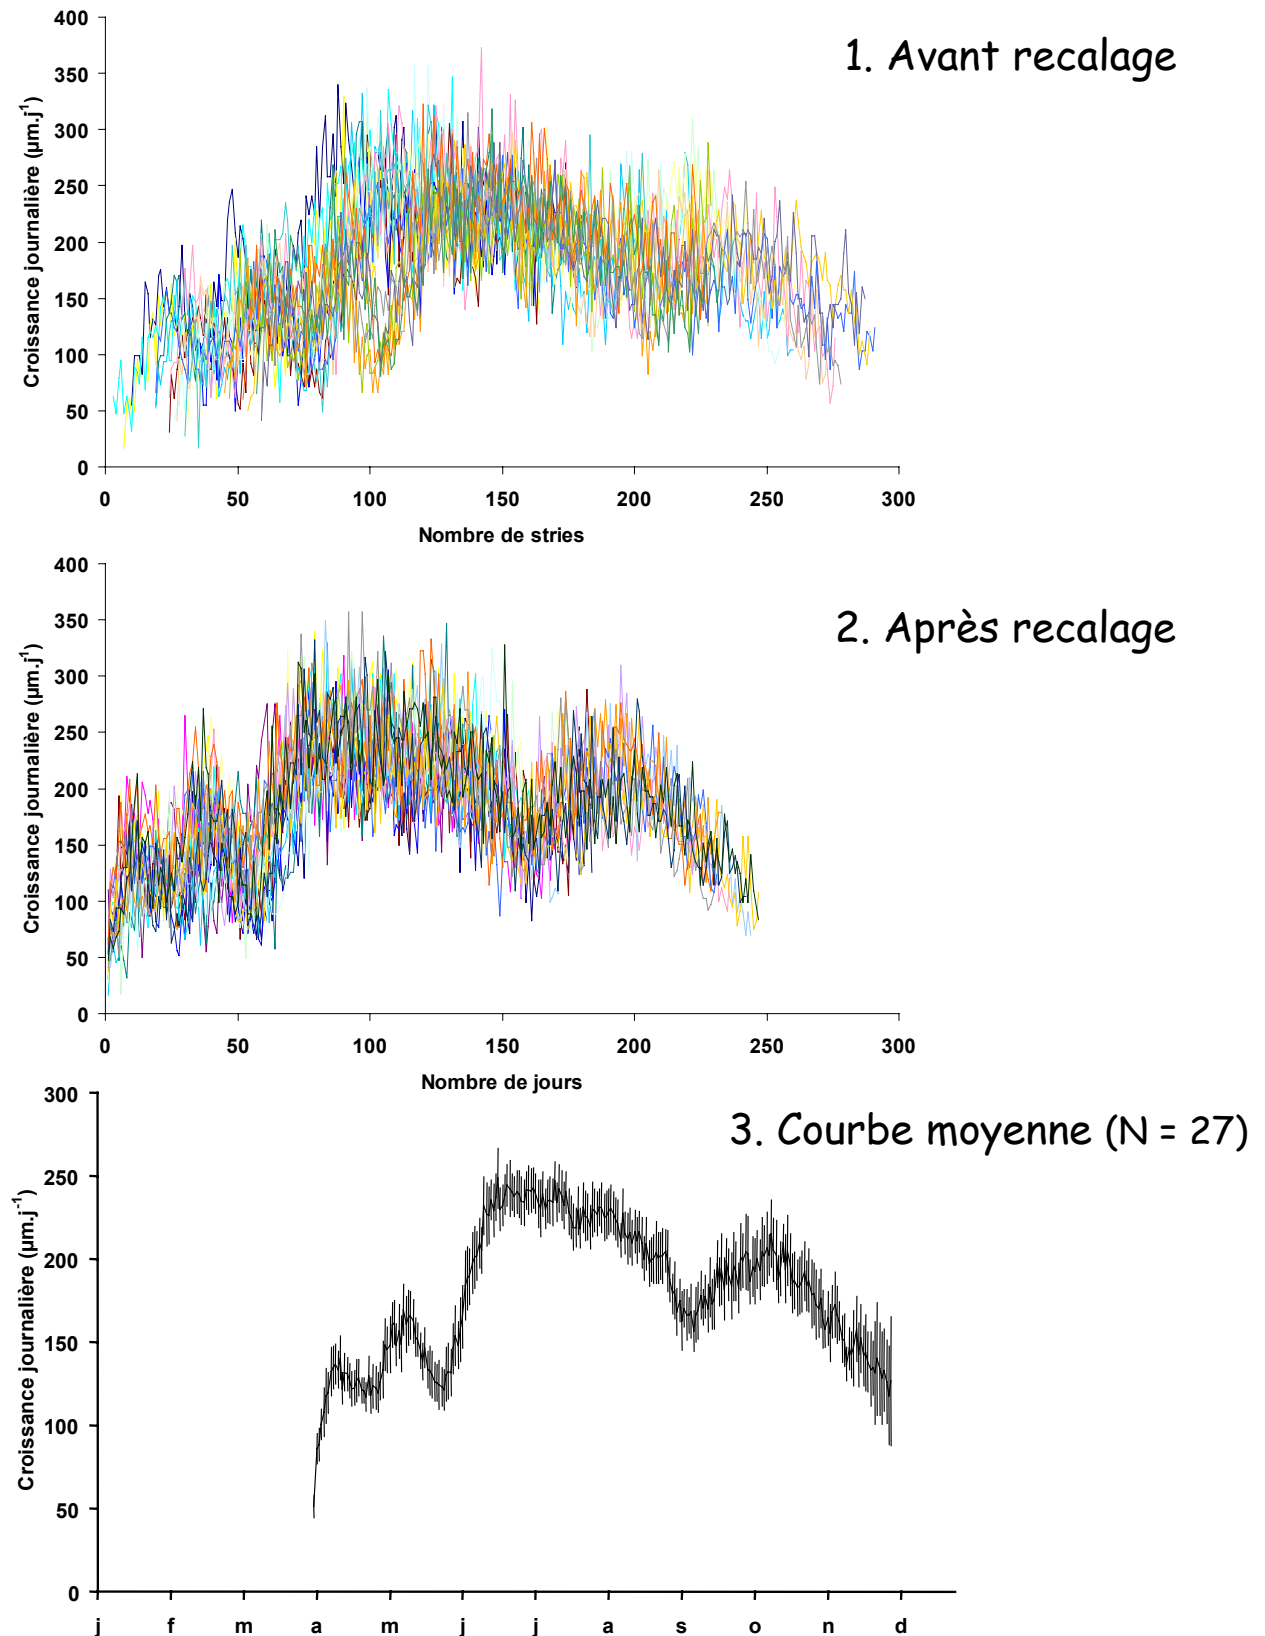 1. Avant recalage
Croissance journalière (µm.j¹)
400
350
300
250
200
150
100
50
0
0 50 100 150 200 250 300
Nombre de stries
2. Après recalage
Croissance journalière (µm.j¹)
400
350
300
250
200
150
100
50
0
0 50 100 150 200 250 300
Nombre de jours
3. Courbe moyenne (N = 27)
Croissance journalière (µm.j⁻¹)
300
250
200
150
100
50
0
j f m a m j j a s o n d